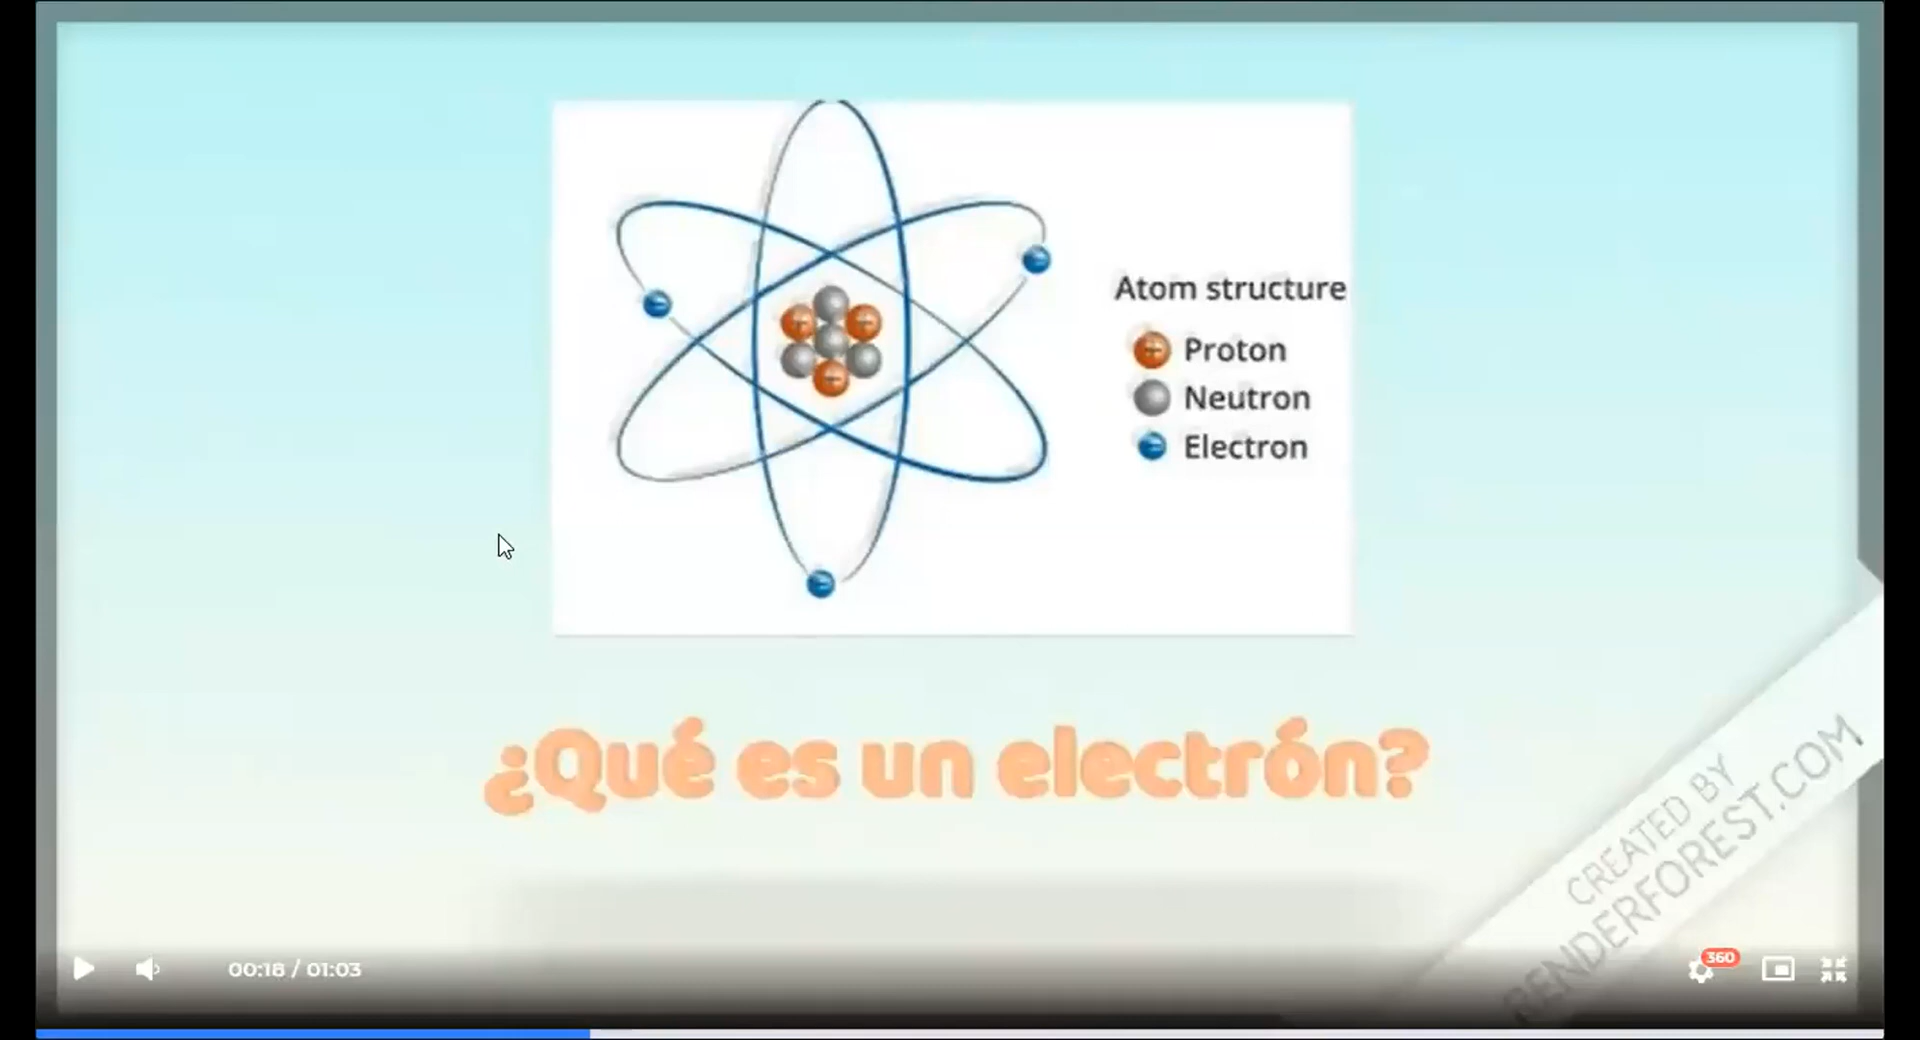 Atom structure
Proton
Neutron
Electron
¿Qué es un electrón?
CREATED BY
RENDERFOREST.COM
00:18 / 01:03
360